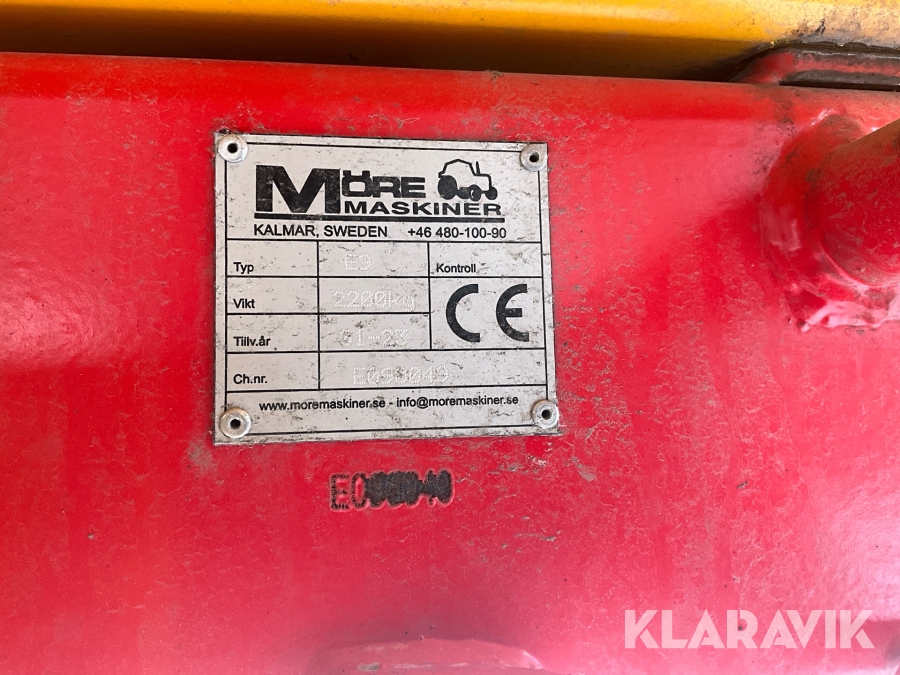 MÖRE
MASKINER
KALMAR, SWEDEN +46 480-100-90
Typ E9 Kontroll
Vikt 2200kg
CE
Tillv.år 01-23
Ch.nr. E090049
www.moremaskiner.se - info@moremaskiner.se
KLARAVIK